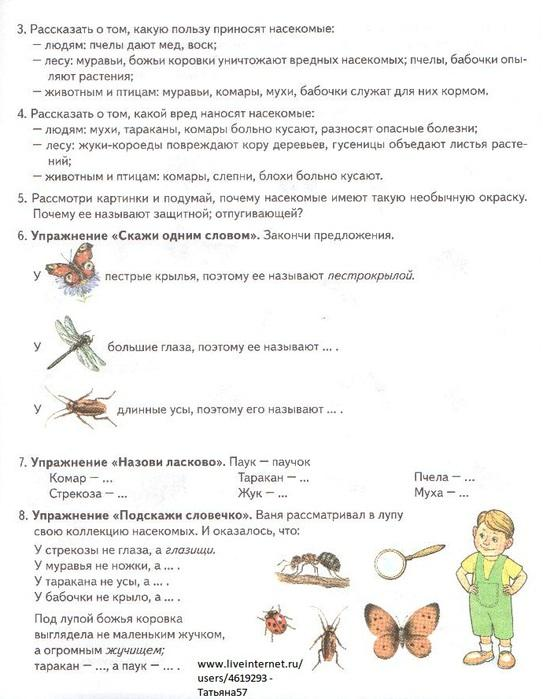 3. Рассказать о том, какую пользу приносят насекомые:
— людям: пчелы дают мед, воск;
— лесу: муравьи, божьи коровки уничтожают вредных насекомых; пчелы, бабочки опы-
ляют растения;
— животным и птицам: муравьи, комары, мухи, бабочки служат для них кормом.
4. Рассказать о том, какой вред наносят насекомые:
— людям: мухи, тараканы, комары больно кусают, разносят опасные болезни;
— лесу: жуки-короеды повреждают кору деревьев, гусеницы объедают листья расте-
ний;
— животным и птицам: комары, слепни, блохи больно кусают.
5. Рассмотри картинки и подумай, почему насекомые имеют такую необычную окраску.
Почему ее называют защитной; отпугивающей?
6. Упражнение «Скажи одним словом». Закончи предложения.
У пестрые крылья, поэтому ее называют пестрокрылой.
У большие глаза, поэтому ее называют ... .
У длинные усы, поэтому его называют ... .
7. Упражнение «Назови ласково». Паук — паучок
Комар — ... Таракан — ... Пчела — ...
Стрекоза — ... Жук — ... Муха — ...
8. Упражнение «Подскажи словечко». Ваня рассматривал в лупу
свою коллекцию насекомых. И оказалось, что:
У стрекозы не глаза, а глазищи.
У муравья не ножки, а ... .
У таракана не усы, а ... .
У бабочки не крыло, а ... .
Под лупой божья коровка
выглядела не маленьким жучком,
а огромным жучищем;
таракан — ..., а паук — ... .
www.liveinternet.ru/
users/4619293 -
Татьяна57